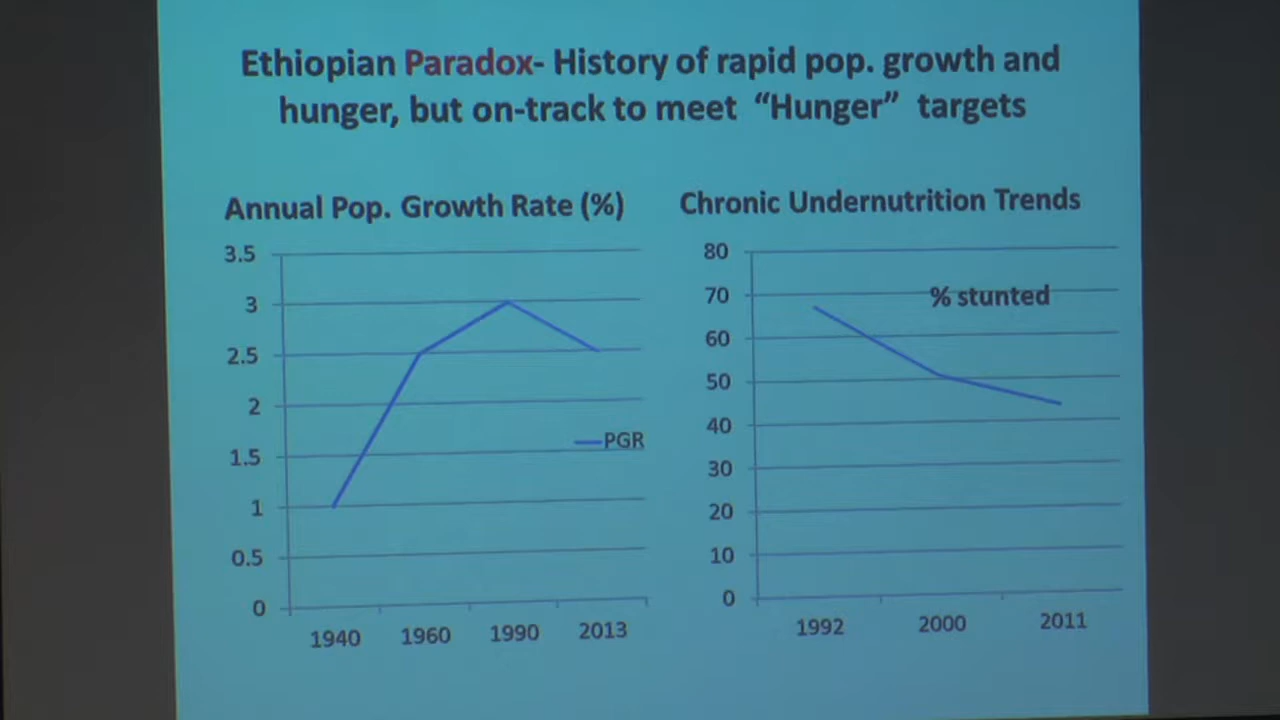 Ethiopian Paradox- History of rapid pop. growth and
hunger, but on-track to meet “Hunger” targets
Annual Pop. Growth Rate (%)
3.5
3
2.5
2
1.5
1
0.5
0
1940 1960 1990 2013
PGR
Chronic Undernutrition Trends
80
70
60
50
40
30
20
10
0
1992 2000 2011
% stunted